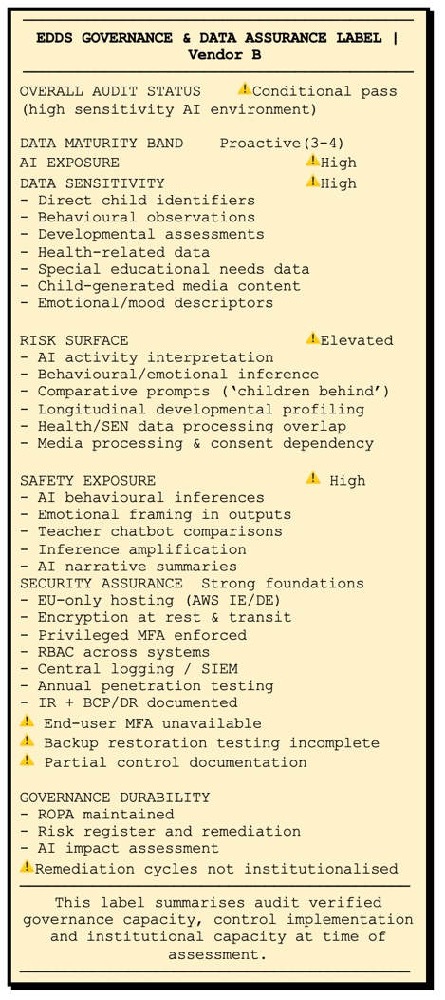 EDDS GOVERNANCE & DATA ASSURANCE LABEL |
Vendor B
OVERALL AUDIT STATUS ⚠Conditional pass
(high sensitivity AI environment)
DATA MATURITY BAND Proactive(3-4)
AI EXPOSURE ⚠High
DATA SENSITIVITY ⚠High
- Direct child identifiers
- Behavioural observations
- Developmental assessments
- Health-related data
- Special educational needs data
- Child-generated media content
- Emotional/mood descriptors
RISK SURFACE ⚠Elevated
- AI activity interpretation
- Behavioural/emotional inference
- Comparative prompts (‘children behind’)
- Longitudinal developmental profiling
- Health/SEN data processing overlap
- Media processing & consent dependency
SAFETY EXPOSURE ⚠ High
- AI behavioural inferences
- Emotional framing in outputs
- Teacher chatbot comparisons
- Inference amplification
- AI narrative summaries
SECURITY ASSURANCE Strong foundations
- EU-only hosting (AWS IE/DE)
- Encryption at rest & transit
- Privileged MFA enforced
- RBAC across systems
- Central logging / SIEM
- Annual penetration testing
- IR + BCP/DR documented
⚠ End-user MFA unavailable
⚠ Backup restoration testing incomplete
⚠ Partial control documentation
GOVERNANCE DURABILITY
- ROPA maintained
- Risk register and remediation
- AI impact assessment
⚠Remediation cycles not institutionalised
This label summarises audit verified
governance capacity, control implementation
and institutional capacity at time of
assessment.